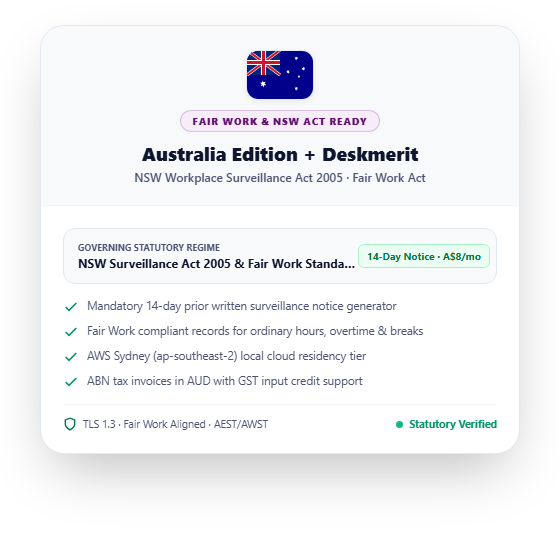 FAIR WORK & NSW ACT READY
Australia Edition + Deskmerit
NSW Workplace Surveillance Act 2005 · Fair Work Act
GOVERNING STATUTORY REGIME
NSW Surveillance Act 2005 & Fair Work Standa...
14-Day Notice · A$8/mo
Mandatory 14-day prior written surveillance notice generator
Fair Work compliant records for ordinary hours, overtime & breaks
AWS Sydney (ap-southeast-2) local cloud residency tier
ABN tax invoices in AUD with GST input credit support
TLS 1.3 · Fair Work Aligned · AEST/AWST
Statutory Verified